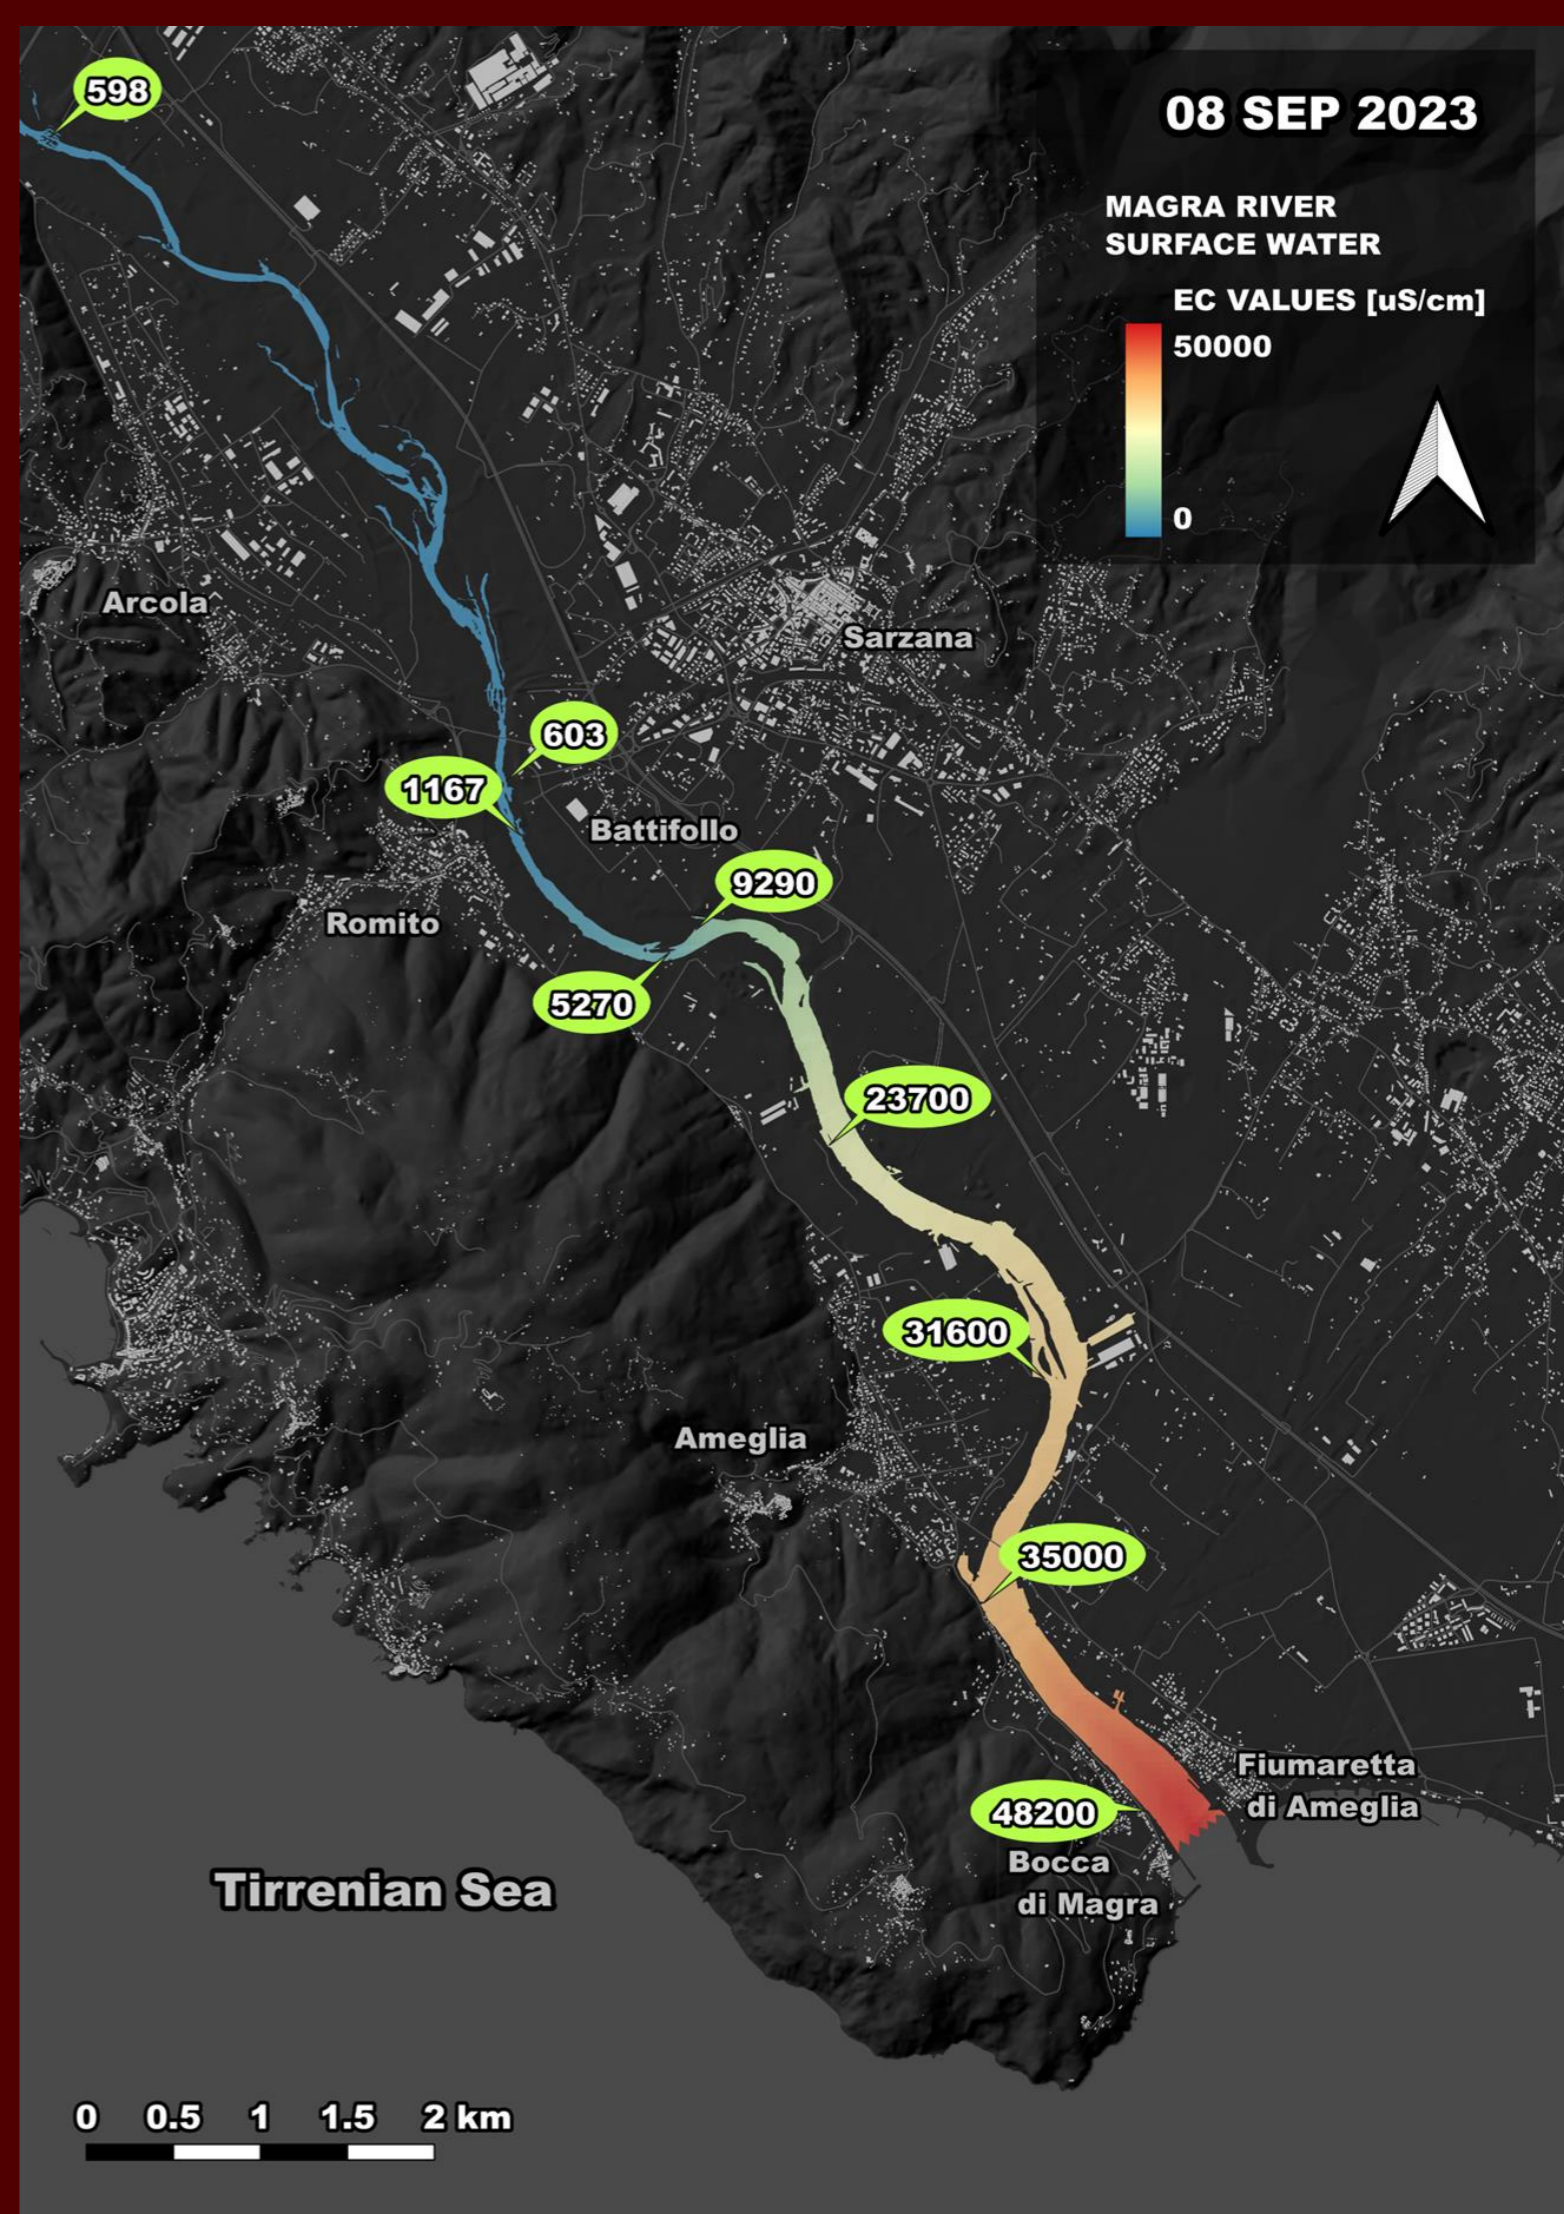 598
08 SEP 2023
MAGRA RIVER
SURFACE WATER
EC VALUES [uS/cm]
50000
0
Arcola
Sarzana
603
1167
Battifollo
9290
Romito
5270
23700
31600
Ameglia
35000
Fiumaretta
di Ameglia
48200
Bocca
di Magra
Tirrenian Sea
0 0.5 1 1.5 2 km